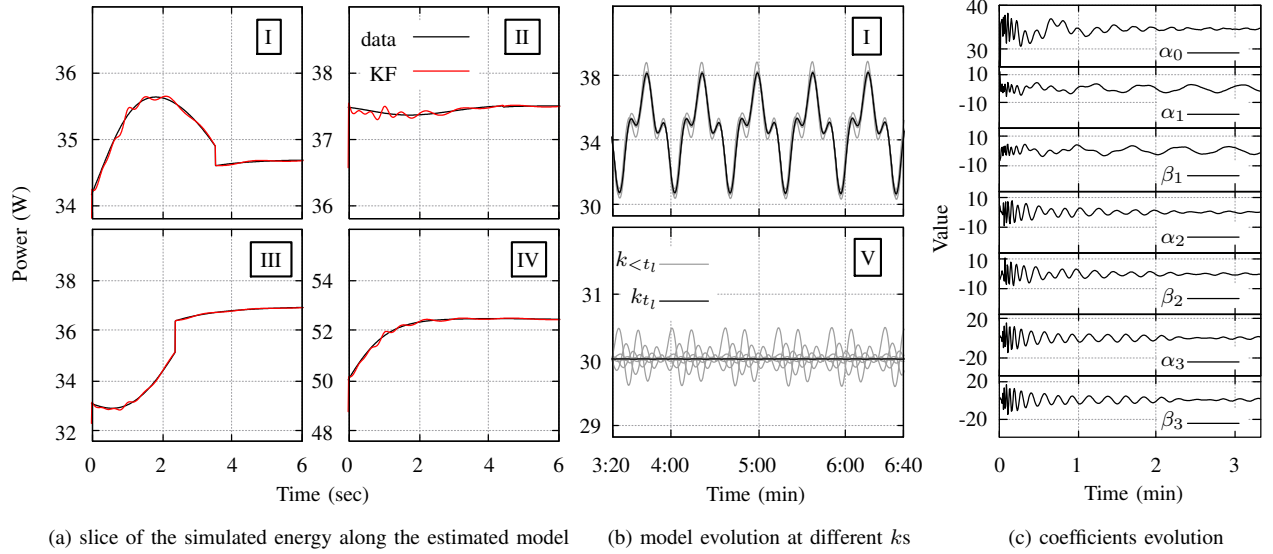 Power (W)
I
36
35
34
II
data
KF
39
38
37
36
III
38
36
34
32
0 2 4 6
IV
54
52
50
48
0 2 4 6
Time (sec)
(a) slice of the simulated energy along the estimated model
I
38
34
30
V
k<tₗ
ktₗ
31
30
29
3:20 4:00 5:00 6:00 6:40
Time (min)
(b) model evolution at different ks
Value
40
30
α₀
10
-10
α₁
10
-10
β₁
10
-10
α₂
10
-10
β₂
20
-20
α₃
20
-20
β₃
0 1 2 3
Time (min)
(c) coefficients evolution